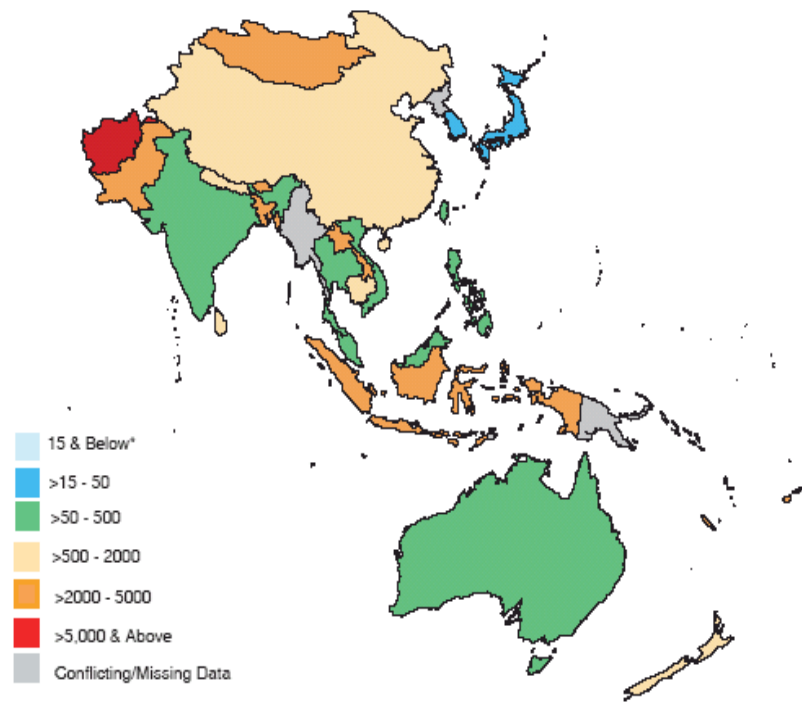 15 & Below*
>15 - 50
>50 - 500
>500 - 2000
>2000 - 5000
>5,000 & Above
Conflicting/Missing Data